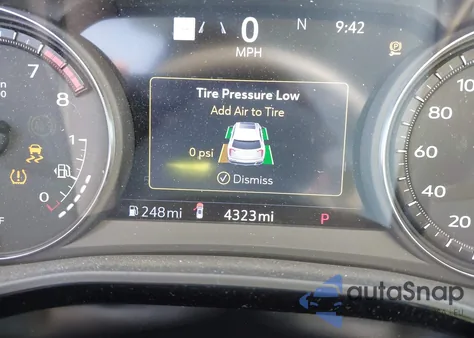 0 N 9:42
MPH
Tire Pressure Low
Add Air to Tire
0 psi
Dismiss
248mi 4323mi P
7
8
1
0
F
100
80
60
40
20
autoSnap